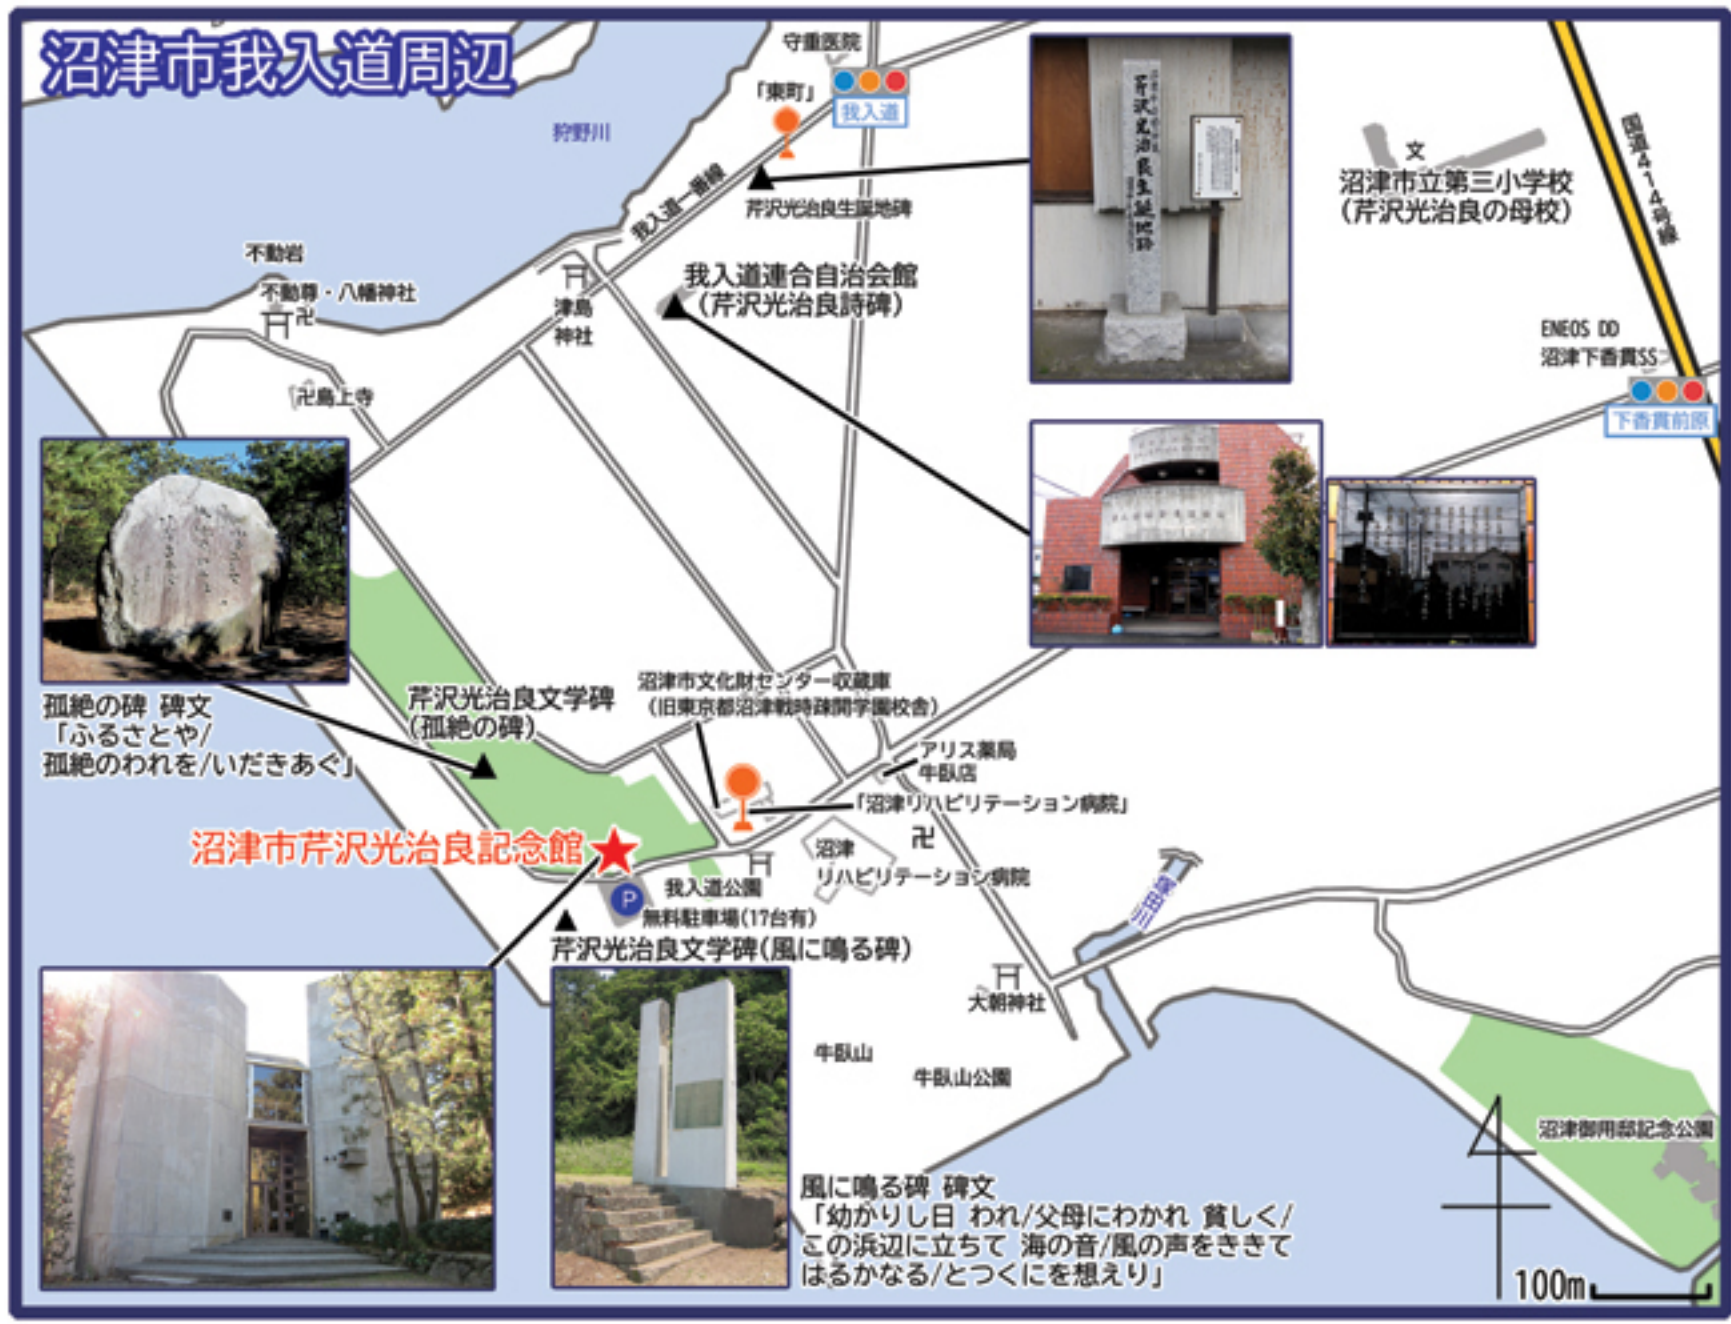 沼津市我入道周辺
守重医院
「東町」
我入道
狩野川
芹沢光治良生誕地跡
文
沼津市立第三小学校
(芹沢光治良の母校)
国道414号線
我入道一番線
芹沢光治良生誕地碑
不動岩
不動尊・八幡神社
卍
津島
神社
我入道連合自治会館
(芹沢光治良詩碑)
ENEOS DD
沼津下香貫SS
下香貫前原
卍島上寺
孤絶の碑 碑文
「ふるさとや/
孤絶のわれを/いだきあぐ」
芹沢光治良文学碑
(孤絶の碑)
沼津市文化財センター収蔵庫
(旧東京都沼津戦時疎開学園校舎)
アリス薬局
牛臥店
「沼津リハビリテーション病院」
沼津市芹沢光治良記念館
卍
沼津
リハビリテーション病院
我入道公園
P
無料駐車場(17台有)
芹沢光治良文学碑(風に鳴る碑)
塚田川
大朝神社
牛臥山
牛臥山公園
沼津御用邸記念公園
風に鳴る碑 碑文
「幼かりし日 われ/父母にわかれ 貧しく/
この浜辺に立ちて 海の音/風の声をききて
はるかなる/とつくにを想えり」
100m